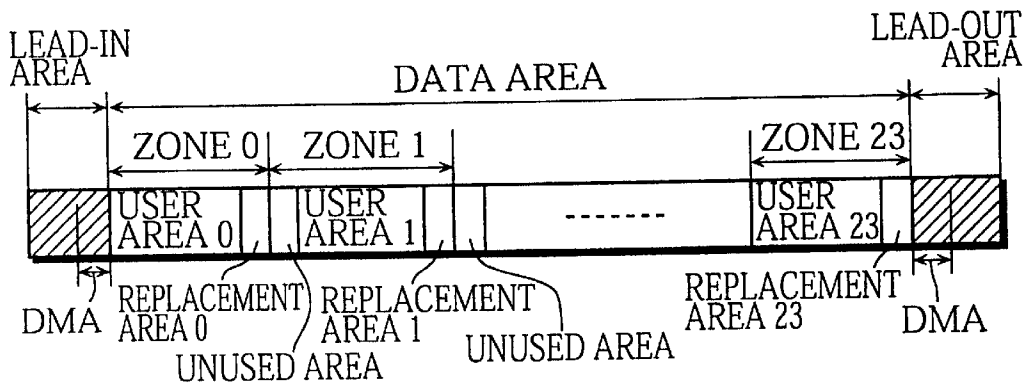 LEAD-IN
AREA
DATA AREA
LEAD-OUT
AREA
ZONE 0
ZONE 1
ZONE 23
USER
AREA 0
USER
AREA 1
-------
USER
AREA 23
DMA
REPLACEMENT
AREA 0
UNUSED AREA
REPLACEMENT
AREA 1
UNUSED AREA
REPLACEMENT
AREA 23
DMA